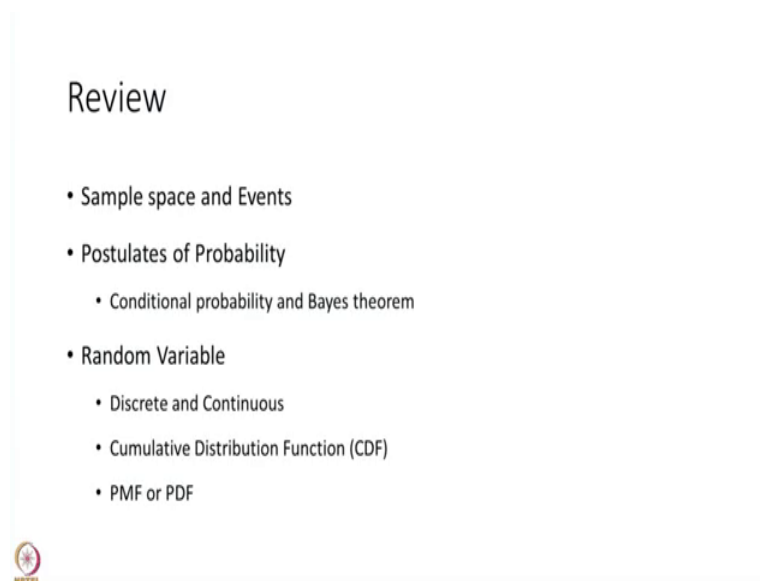 Review
• Sample space and Events
• Postulates of Probability
• Conditional probability and Bayes theorem
• Random Variable
• Discrete and Continuous
• Cumulative Distribution Function (CDF)
• PMF or PDF